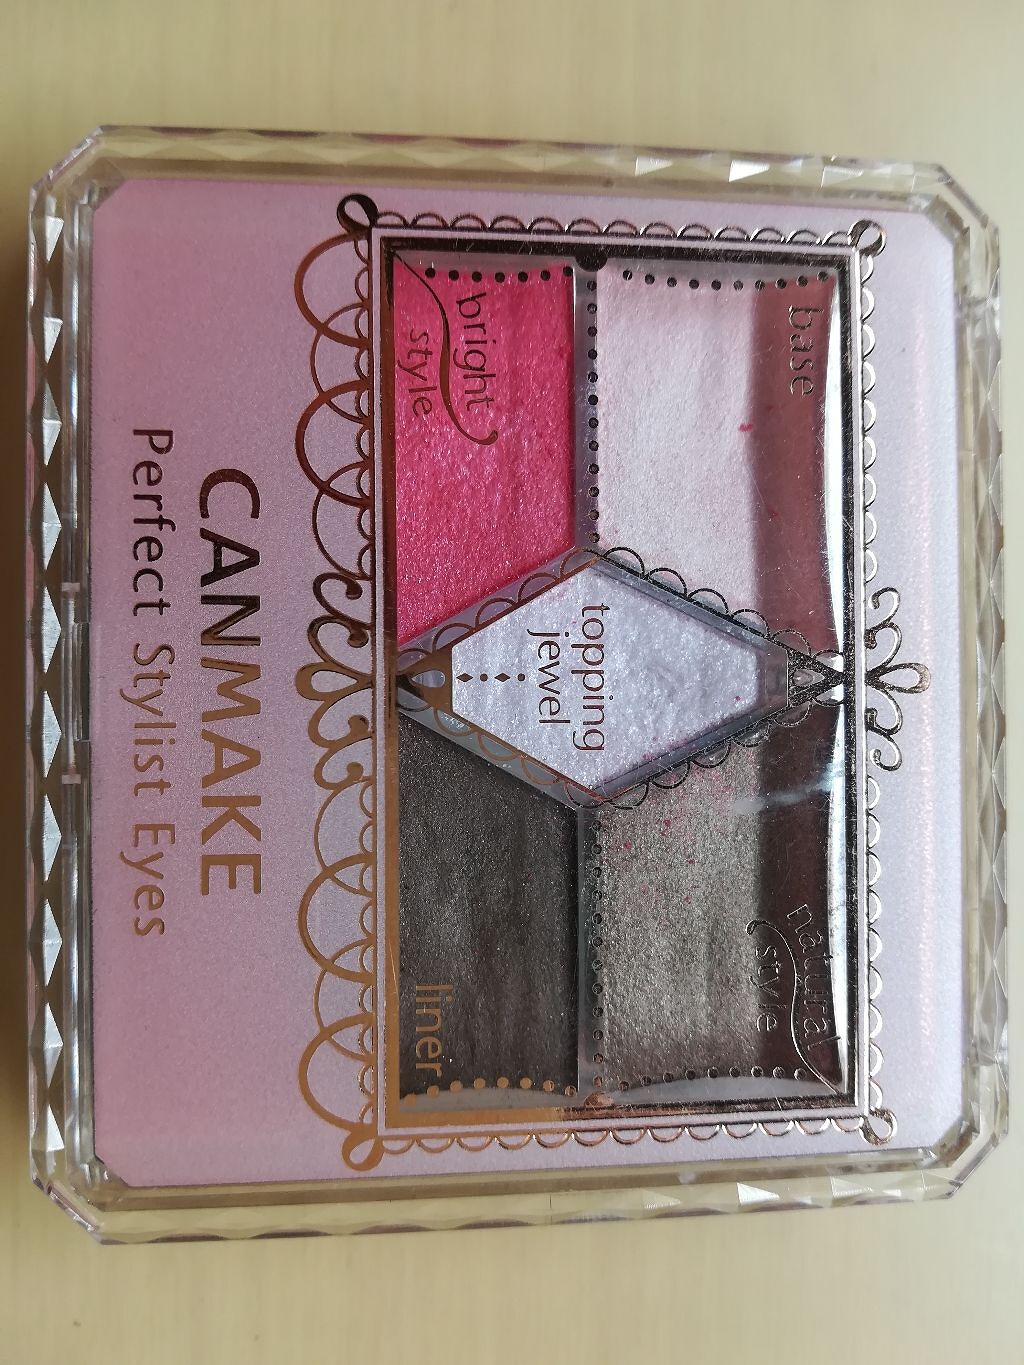 base
natural
style
topping
jewel
bright
style
liner
CANMAKE
Perfect Stylist Eyes